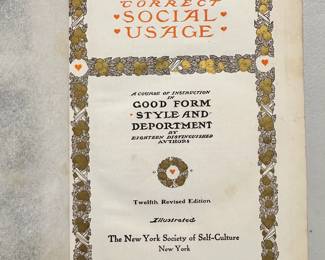 CORRECT
SOCIAL
USAGE
A COURSE OF INSTRUCTION
IN
GOOD FORM
STYLE AND
DEPORTMENT
BY
EIGHTEEN DISTINGUISHED
AUTHORS
Twelfth Revised Edition
Illustrated
The New York Society of Self-Culture
New York